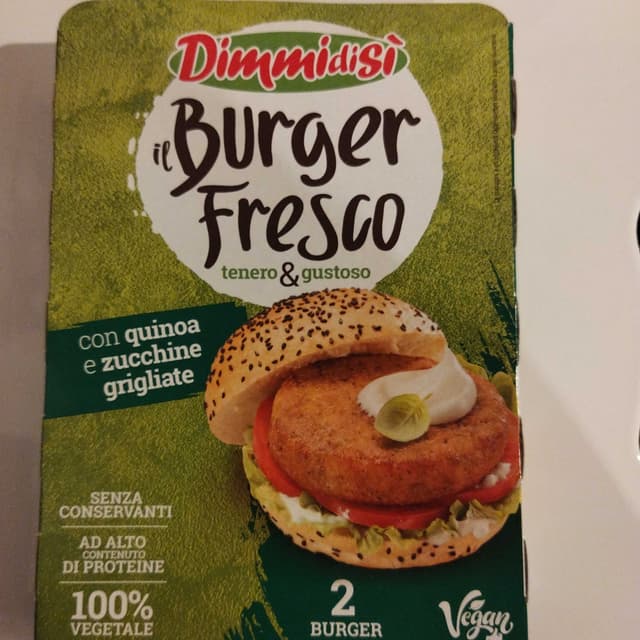 Dimmidisì
il Burger
Fresco
tenero & gustoso
con quinoa
e zucchine
grigliate
SENZA
CONSERVANTI
AD ALTO
CONTENUTO
DI PROTEINE
100%
VEGETALE
2
BURGER
Vegan